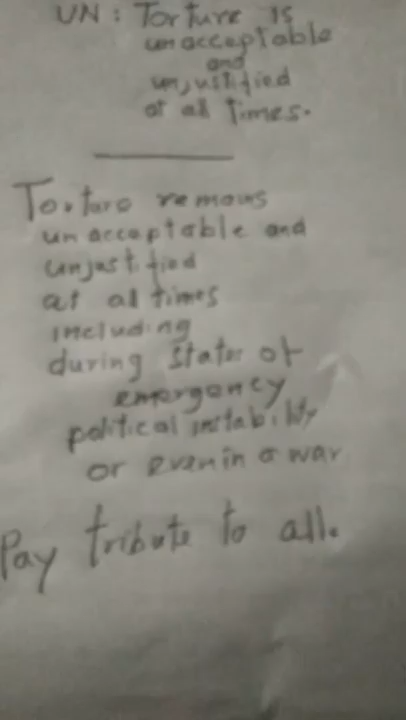 UN: Torture is
unacceptable
and
unjustified
at all Times.
Torture remains
unacceptable and
unjustified
at al times
including
during States of
emergency
political instability
or even in a war
Pay tribute to all.